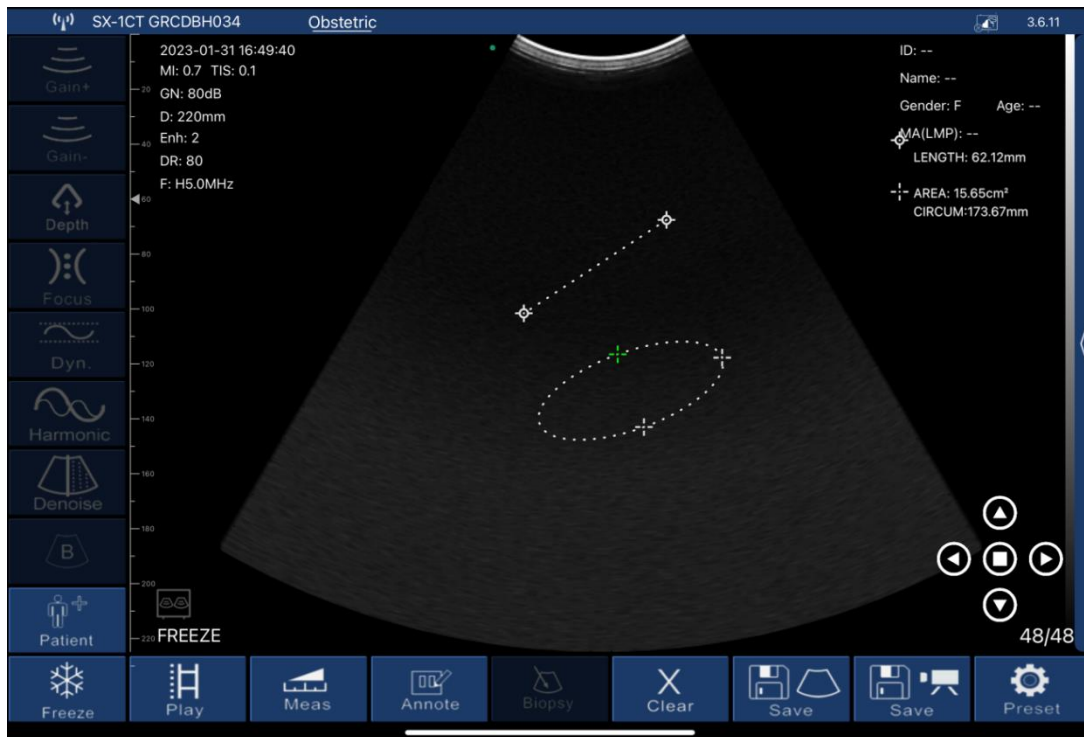 SX-1CT GRCDBH034 Obstetric 3.6.11
2023-01-31 16:49:40
MI: 0.7 TIS: 0.1
GN: 80dB
D: 220mm
Enh: 2
DR: 80
F: H5.0MHz
ID: --
Name: --
Gender: F Age: --
MA(LMP): --
LENGTH: 62.12mm
AREA: 15.65cm²
CIRCUM:173.67mm
Gain+
Gain-
Depth
Focus
Dyn.
Harmonic
Denoise
B
Patient
20
40
60
80
100
120
140
160
180
200
220
FREEZE
48/48
Freeze Play Meas Annote Biopsy Clear Save Save Preset